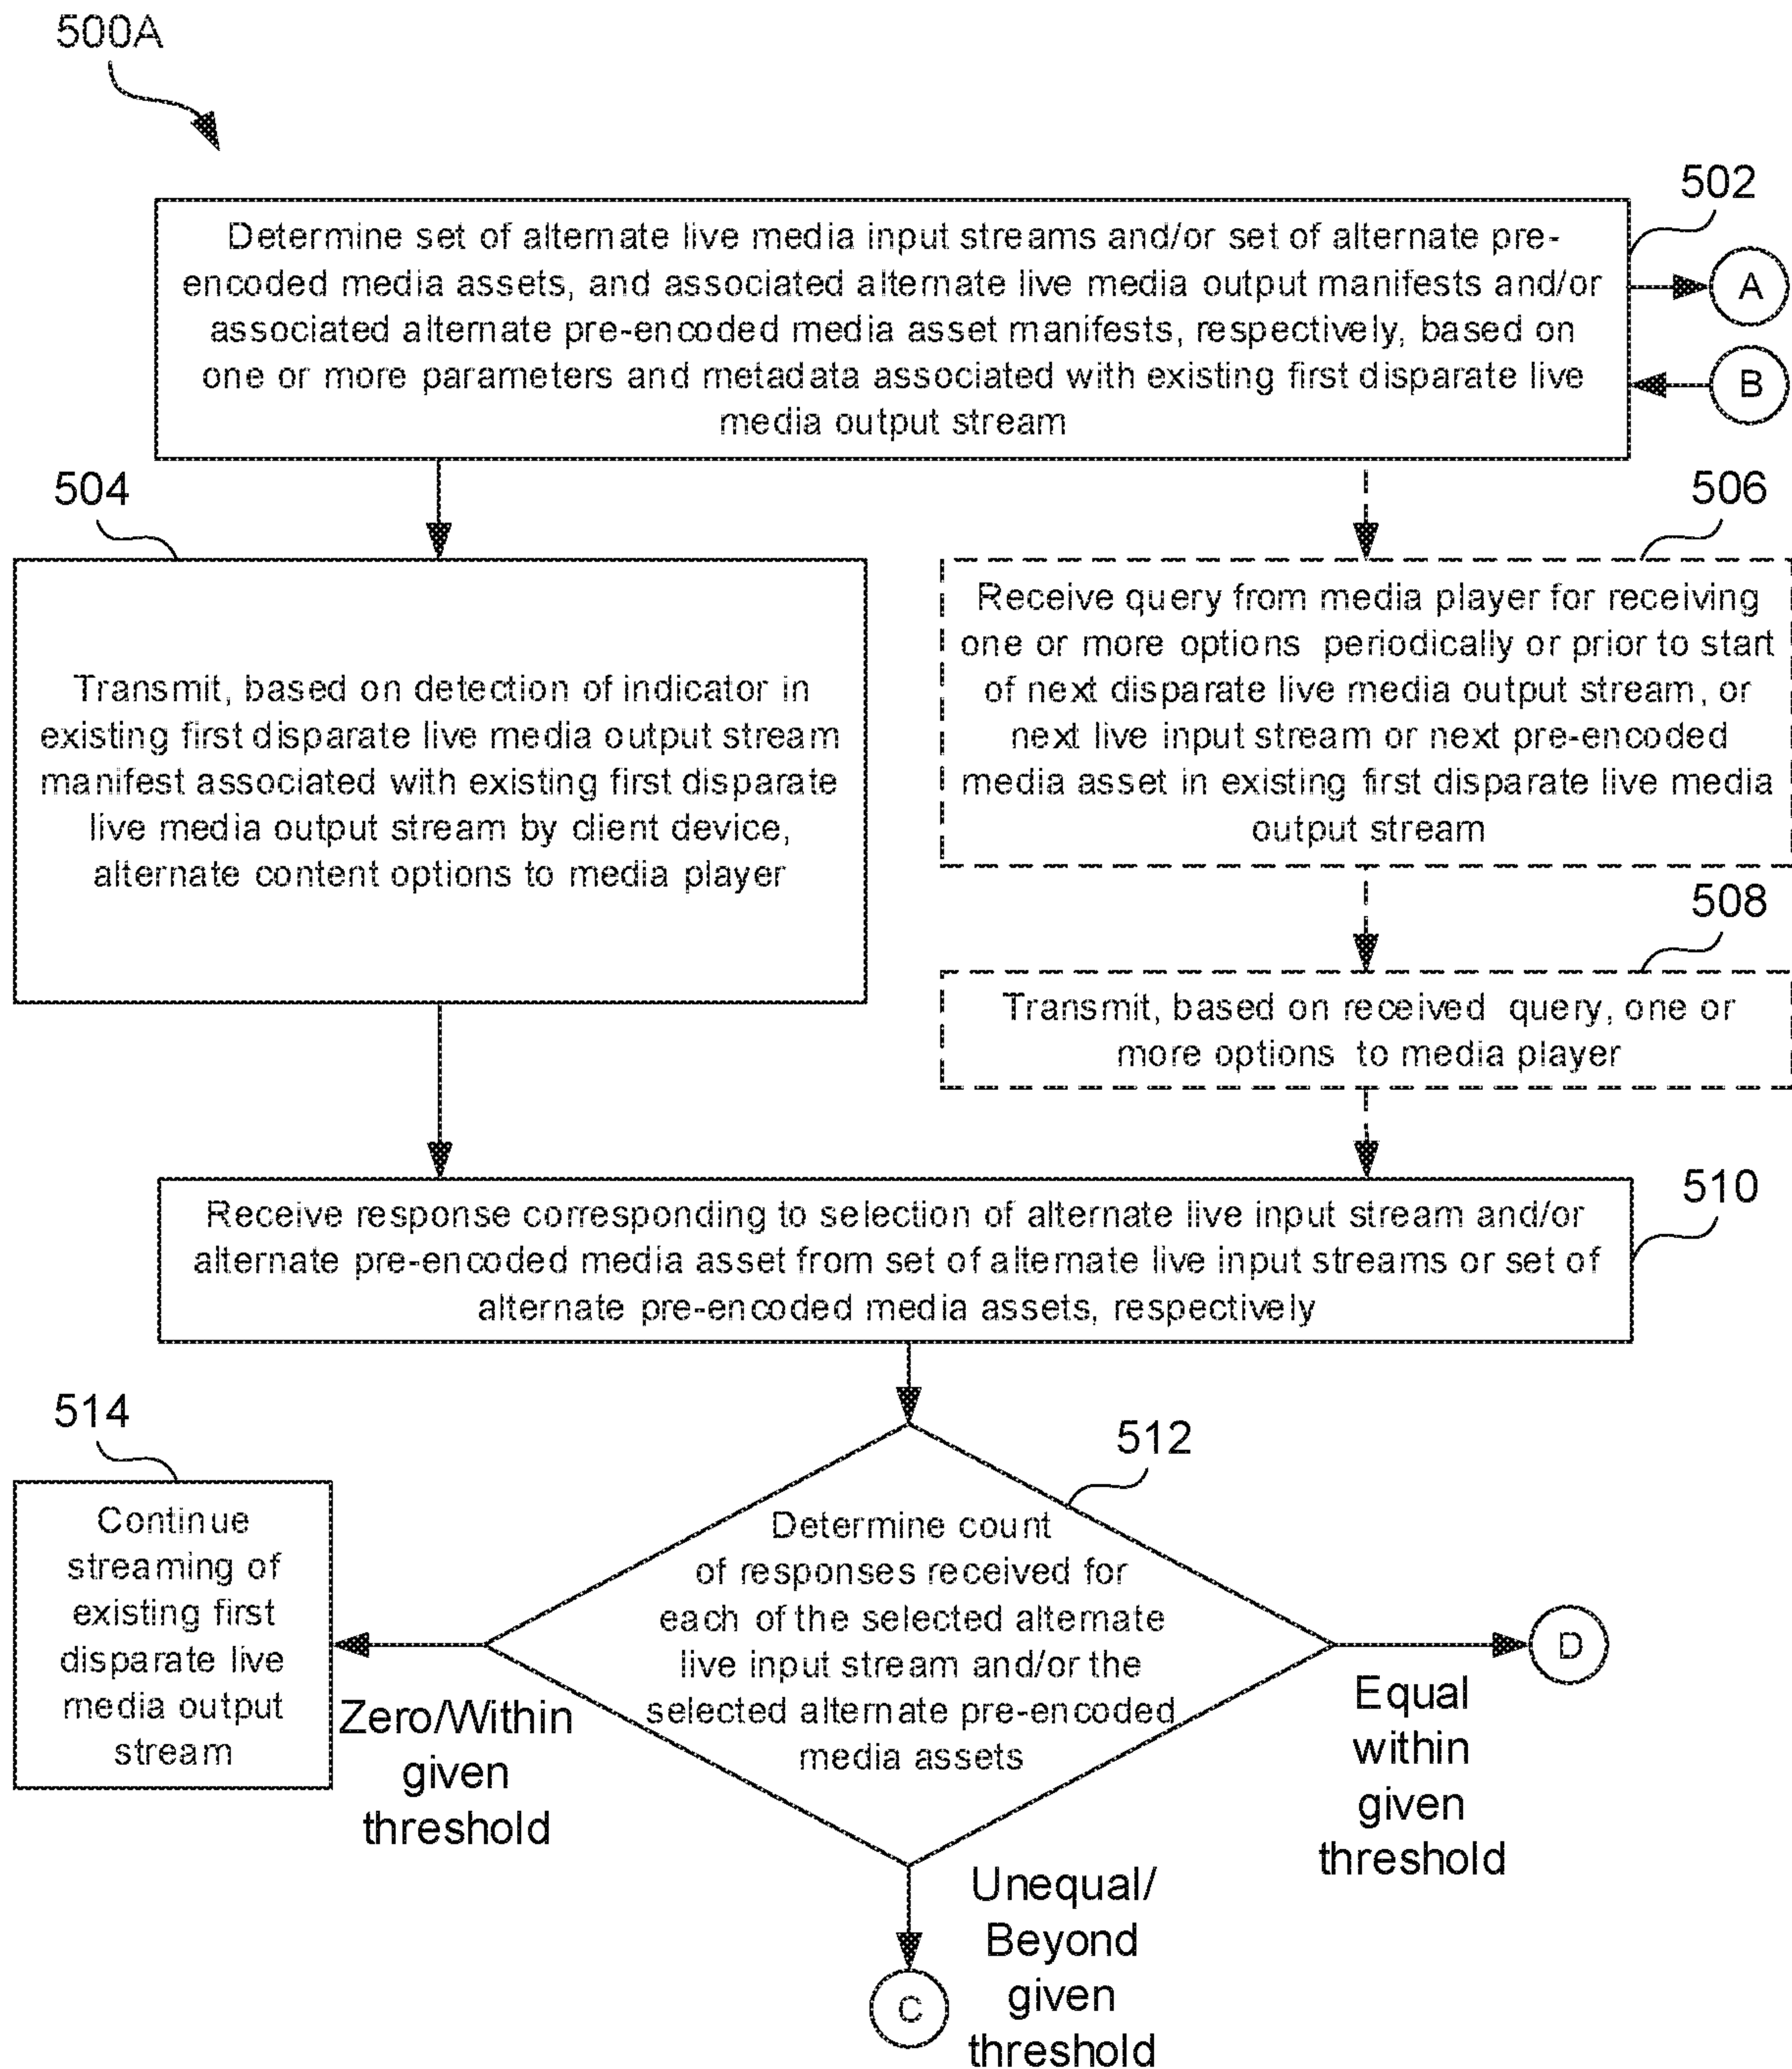 500A
502
Determine set of alternate live media input streams and/or set of alternate pre-
encoded media assets, and associated alternate live media output manifests and/or
associated alternate pre-encoded media asset manifests, respectively, based on
one or more parameters and metadata associated with existing first disparate live
media output stream
A
B
504
Transmit, based on detection of indicator in
existing first disparate live media output stream
manifest associated with existing first disparate
live media output stream by client device,
alternate content options to media player
506
Receive query from media player for receiving
one or more options periodically or prior to start
of next disparate live media output stream, or
next live input stream or next pre-encoded
media asset in existing first disparate live media
output stream
508
Transmit, based on received query, one or
more options to media player
510
Receive response corresponding to selection of alternate live input stream and/or
alternate pre-encoded media asset from set of alternate live input streams or set of
alternate pre-encoded media assets, respectively
512
Determine count
of responses received for
each of the selected alternate
live input stream and/or the
selected alternate pre-encoded
media assets
514
Continue
streaming of
existing first
disparate live
media output
stream
Zero/Within
given
threshold
D
Equal
within
given
threshold
Unequal/
Beyond
given
threshold
C